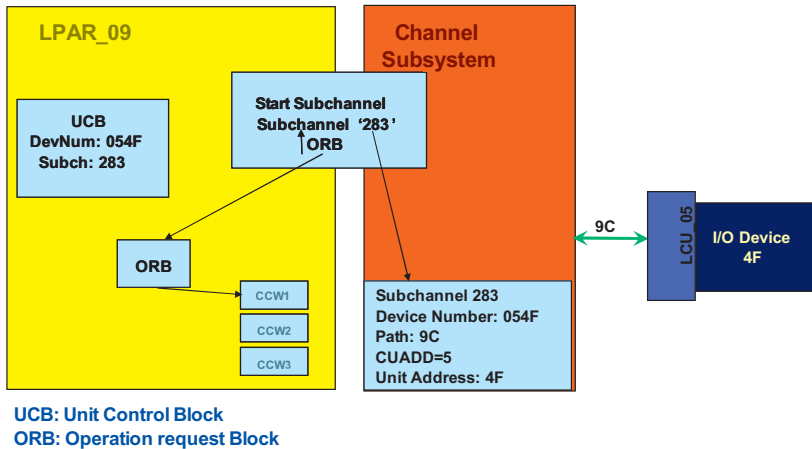 LPAR_09
Channel
Subsystem
UCB
DevNum: 054F
Subch: 283
Start Subchannel
Subchannel ‘283’
ORB
ORB
CCW1
CCW2
CCW3
Subchannel 283
Device Number: 054F
Path: 9C
CUADD=5
Unit Address: 4F
9C
LCU_05
I/O Device
4F
UCB: Unit Control Block
ORB: Operation request Block